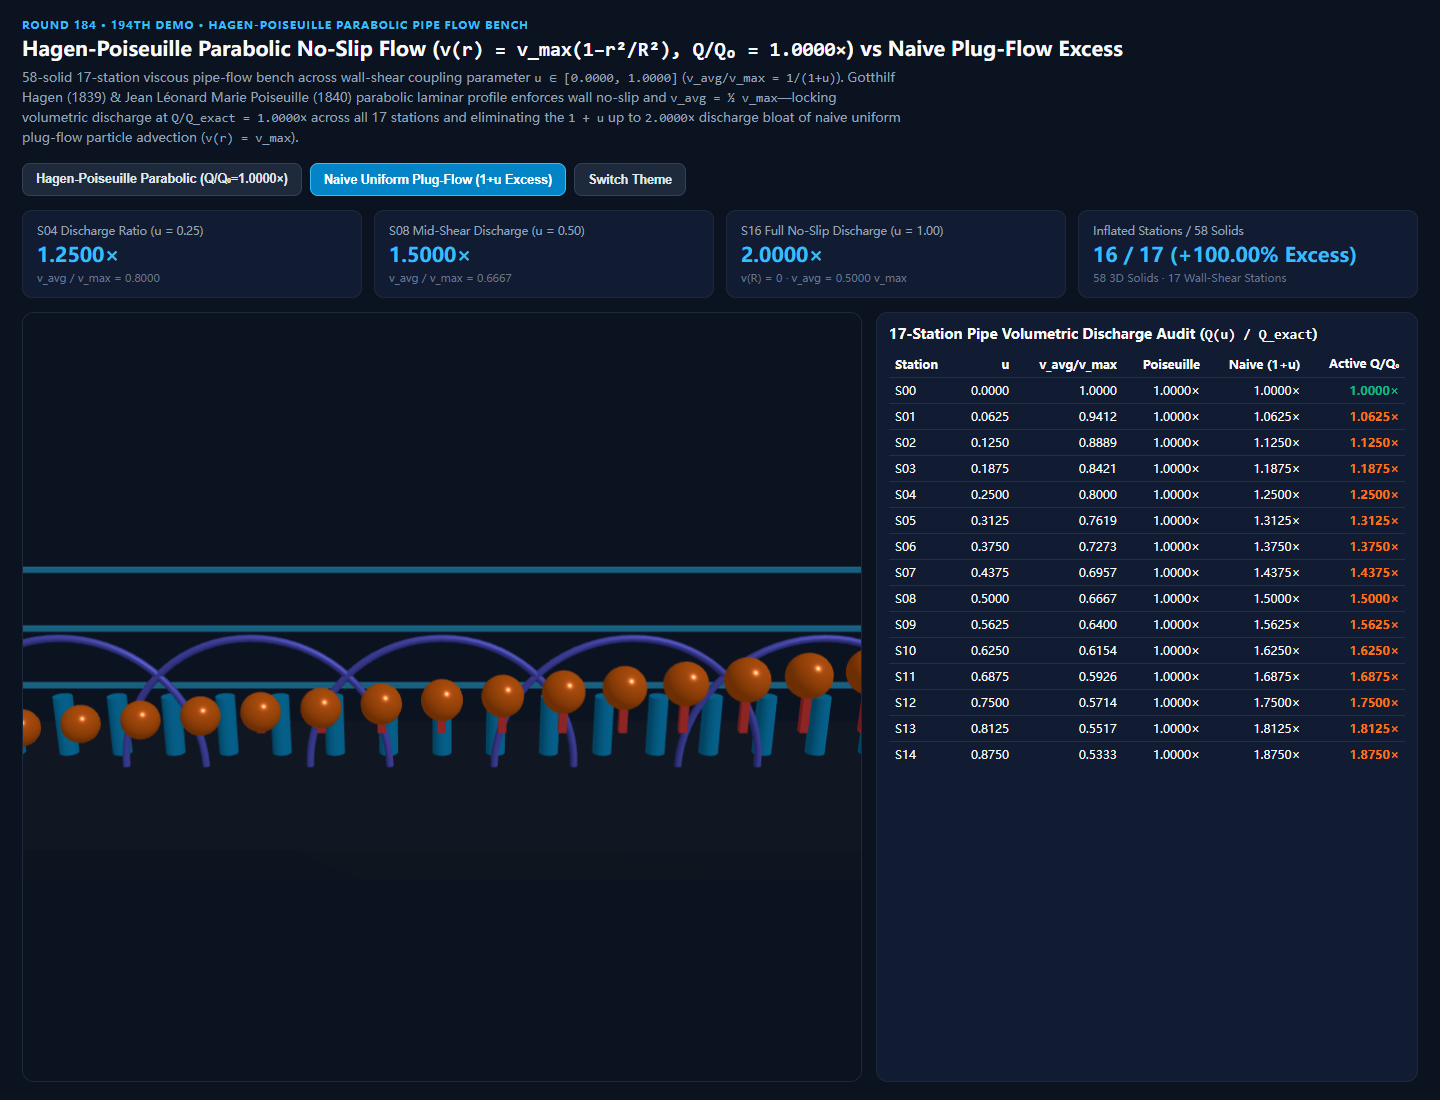 ROUND 184 • 194TH DEMO • HAGEN-POISEUILLE PARABOLIC PIPE FLOW BENCH
Hagen-Poiseuille Parabolic No-Slip Flow (v(r) = v_max(1−r²/R²), Q/Q₀ = 1.0000×) vs Naive Plug-Flow Excess
58-solid 17-station viscous pipe-flow bench across wall-shear coupling parameter u ∈ [0.0000, 1.0000] (v_avg/v_max = 1/(1+u)). Gotthilf
Hagen (1839) & Jean Léonard Marie Poiseuille (1840) parabolic laminar profile enforces wall no-slip and v_avg = ½ v_max—locking
volumetric discharge at Q/Q_exact = 1.0000× across all 17 stations and eliminating the 1 + u up to 2.0000× discharge bloat of naive uniform
plug-flow particle advection (v(r) = v_max).
Hagen-Poiseuille Parabolic (Q/Q₀=1.0000×) Naive Uniform Plug-Flow (1+u Excess) Switch Theme
S04 Discharge Ratio (u = 0.25)
1.2500×
v_avg / v_max = 0.8000
S08 Mid-Shear Discharge (u = 0.50)
1.5000×
v_avg / v_max = 0.6667
S16 Full No-Slip Discharge (u = 1.00)
2.0000×
v(R) = 0 · v_avg = 0.5000 v_max
Inflated Stations / 58 Solids
16 / 17 (+100.00% Excess)
58 3D Solids · 17 Wall-Shear Stations
17-Station Pipe Volumetric Discharge Audit (Q(u) / Q_exact)
Station u v_avg/v_max Poiseuille Naive (1+u) Active Q/Q₀
S00 0.0000 1.0000 1.0000× 1.0000× 1.0000×
S01 0.0625 0.9412 1.0000× 1.0625× 1.0625×
S02 0.1250 0.8889 1.0000× 1.1250× 1.1250×
S03 0.1875 0.8421 1.0000× 1.1875× 1.1875×
S04 0.2500 0.8000 1.0000× 1.2500× 1.2500×
S05 0.3125 0.7619 1.0000× 1.3125× 1.3125×
S06 0.3750 0.7273 1.0000× 1.3750× 1.3750×
S07 0.4375 0.6957 1.0000× 1.4375× 1.4375×
S08 0.5000 0.6667 1.0000× 1.5000× 1.5000×
S09 0.5625 0.6400 1.0000× 1.5625× 1.5625×
S10 0.6250 0.6154 1.0000× 1.6250× 1.6250×
S11 0.6875 0.5926 1.0000× 1.6875× 1.6875×
S12 0.7500 0.5714 1.0000× 1.7500× 1.7500×
S13 0.8125 0.5517 1.0000× 1.8125× 1.8125×
S14 0.8750 0.5333 1.0000× 1.8750× 1.8750×